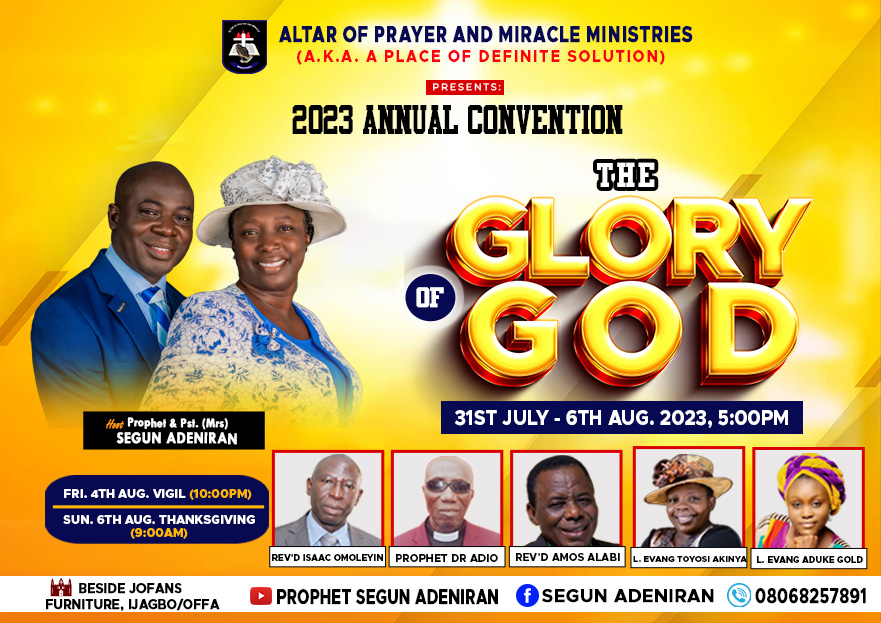 ALTAR OF PRAYER AND MIRACLE MINISTRIES
(A.K.A. A PLACE OF DEFINITE SOLUTION)
PRESENTS:
2023 ANNUAL CONVENTION
THE
GLORY
OF
GOD
31ST JULY - 6TH AUG. 2023, 5:00PM
Host Prophet & Pst. (Mrs)
SEGUN ADENIRAN
FRI. 4TH AUG. VIGIL (10:00PM)
SUN. 6TH AUG. THANKSGIVING
(9:00AM)
REV'D ISAAC OMOLEYIN
PROPHET DR ADIO
REV'D AMOS ALABI
L. EVANG TOYOSI AKINYA
L. EVANG ADUKE GOLD
BESIDE JOFANS
FURNITURE, IJAGBO/OFFA
PROPHET SEGUN ADENIRAN
SEGUN ADENIRAN
08068257891